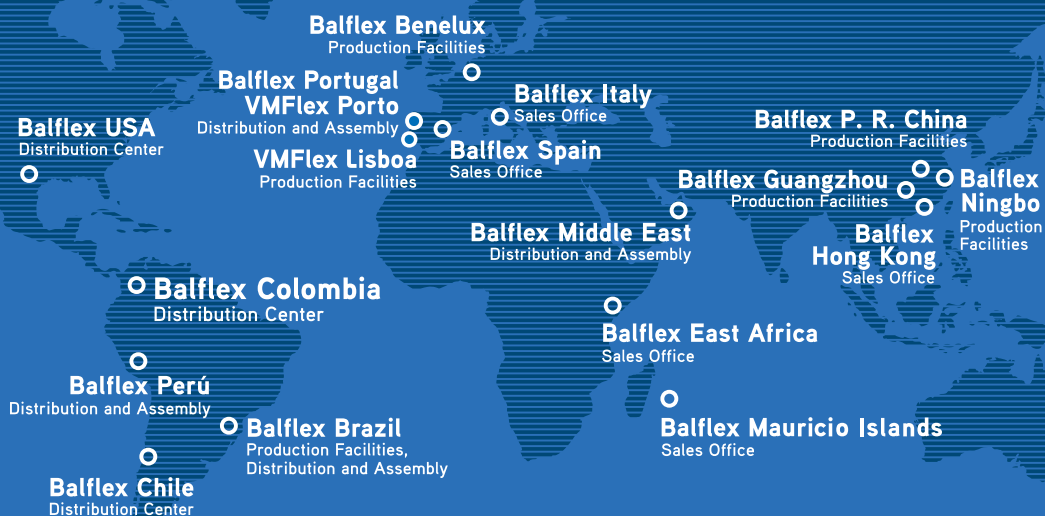 Balflex Benelux
Production Facilities
Balflex Portugal
VMFlex Porto
Distribution and Assembly
Balflex Italy
Sales Office
Balflex USA
Distribution Center
VMFlex Lisboa
Production Facilities
Balflex Spain
Sales Office
Balflex P. R. China
Production Facilities
Balflex Guangzhou
Production Facilities
Balflex
Ningbo
Production
Facilities
Balflex Middle East
Distribution and Assembly
Balflex
Hong Kong
Sales Office
Balflex Colombia
Distribution Center
Balflex East Africa
Sales Office
Balflex Perú
Distribution and Assembly
Balflex Brazil
Production Facilities,
Distribution and Assembly
Balflex Mauricio Islands
Sales Office
Balflex Chile
Distribution Center